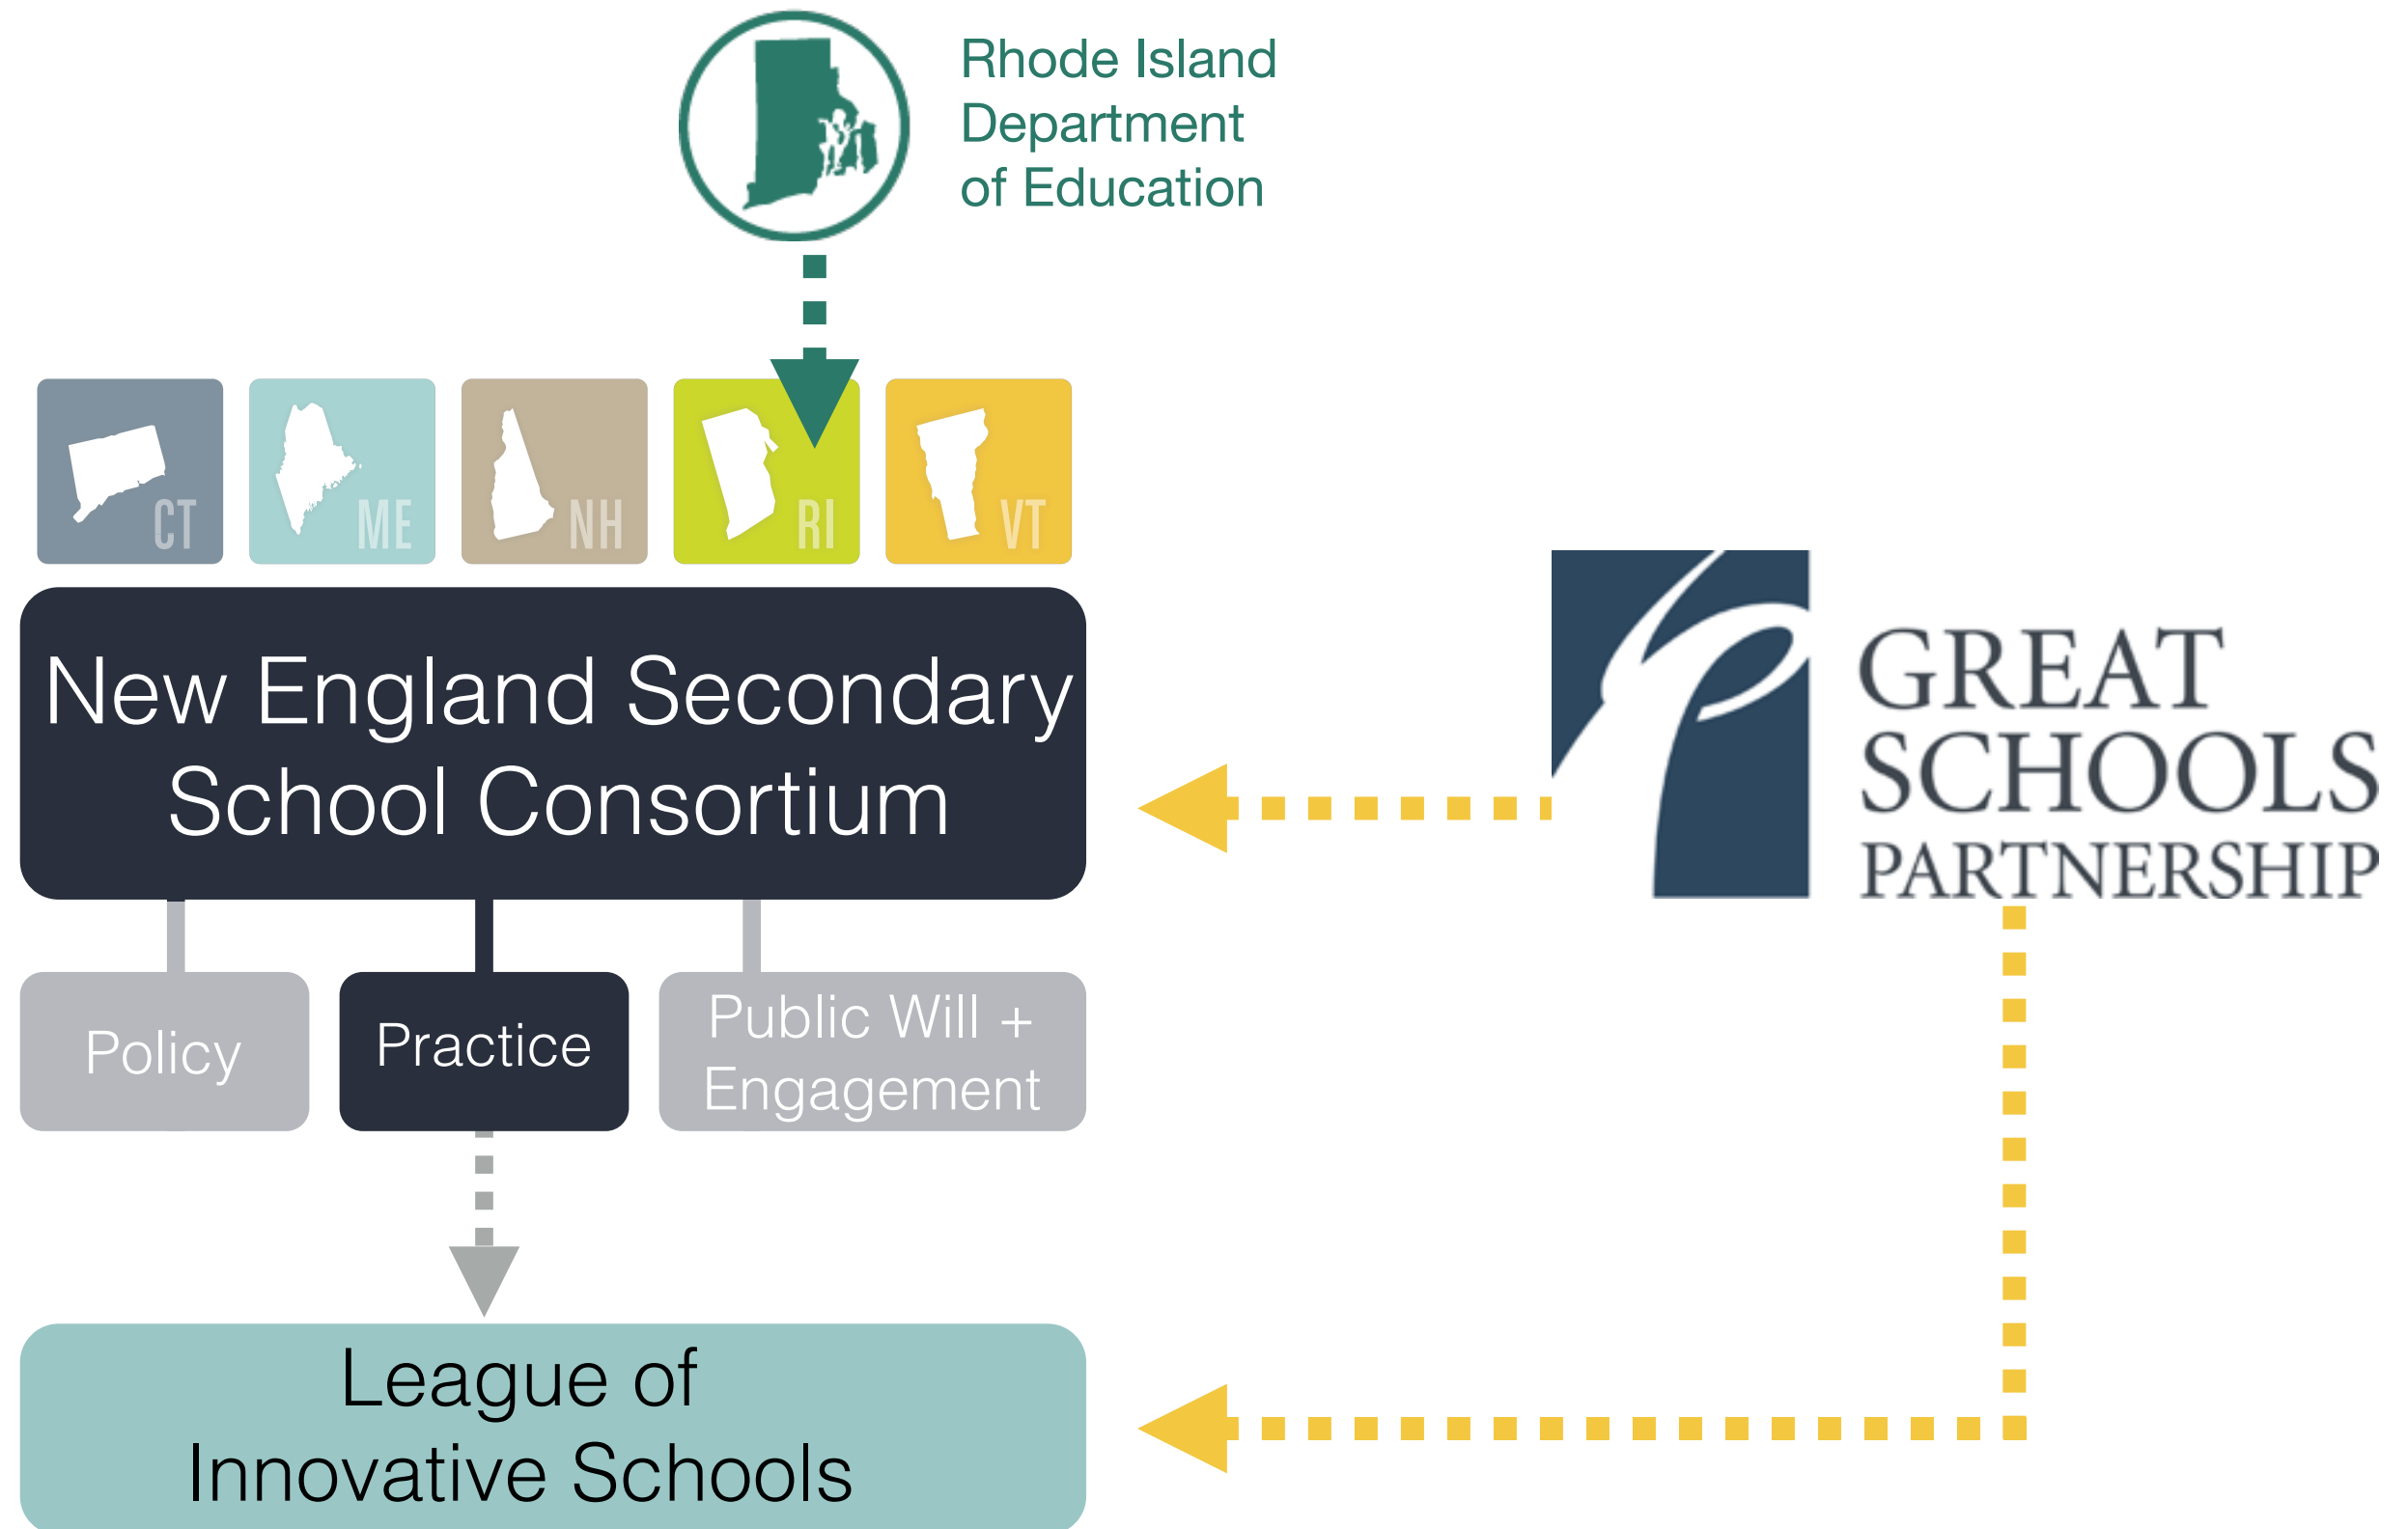 Rhode Island
Department
of Education
CT
ME
NH
RI
VT
New England Secondary
School Consortium
GREAT
SCHOOLS
PARTNERSHIP
Policy
Practice
Public Will +
Engagement
League of
Innovative Schools